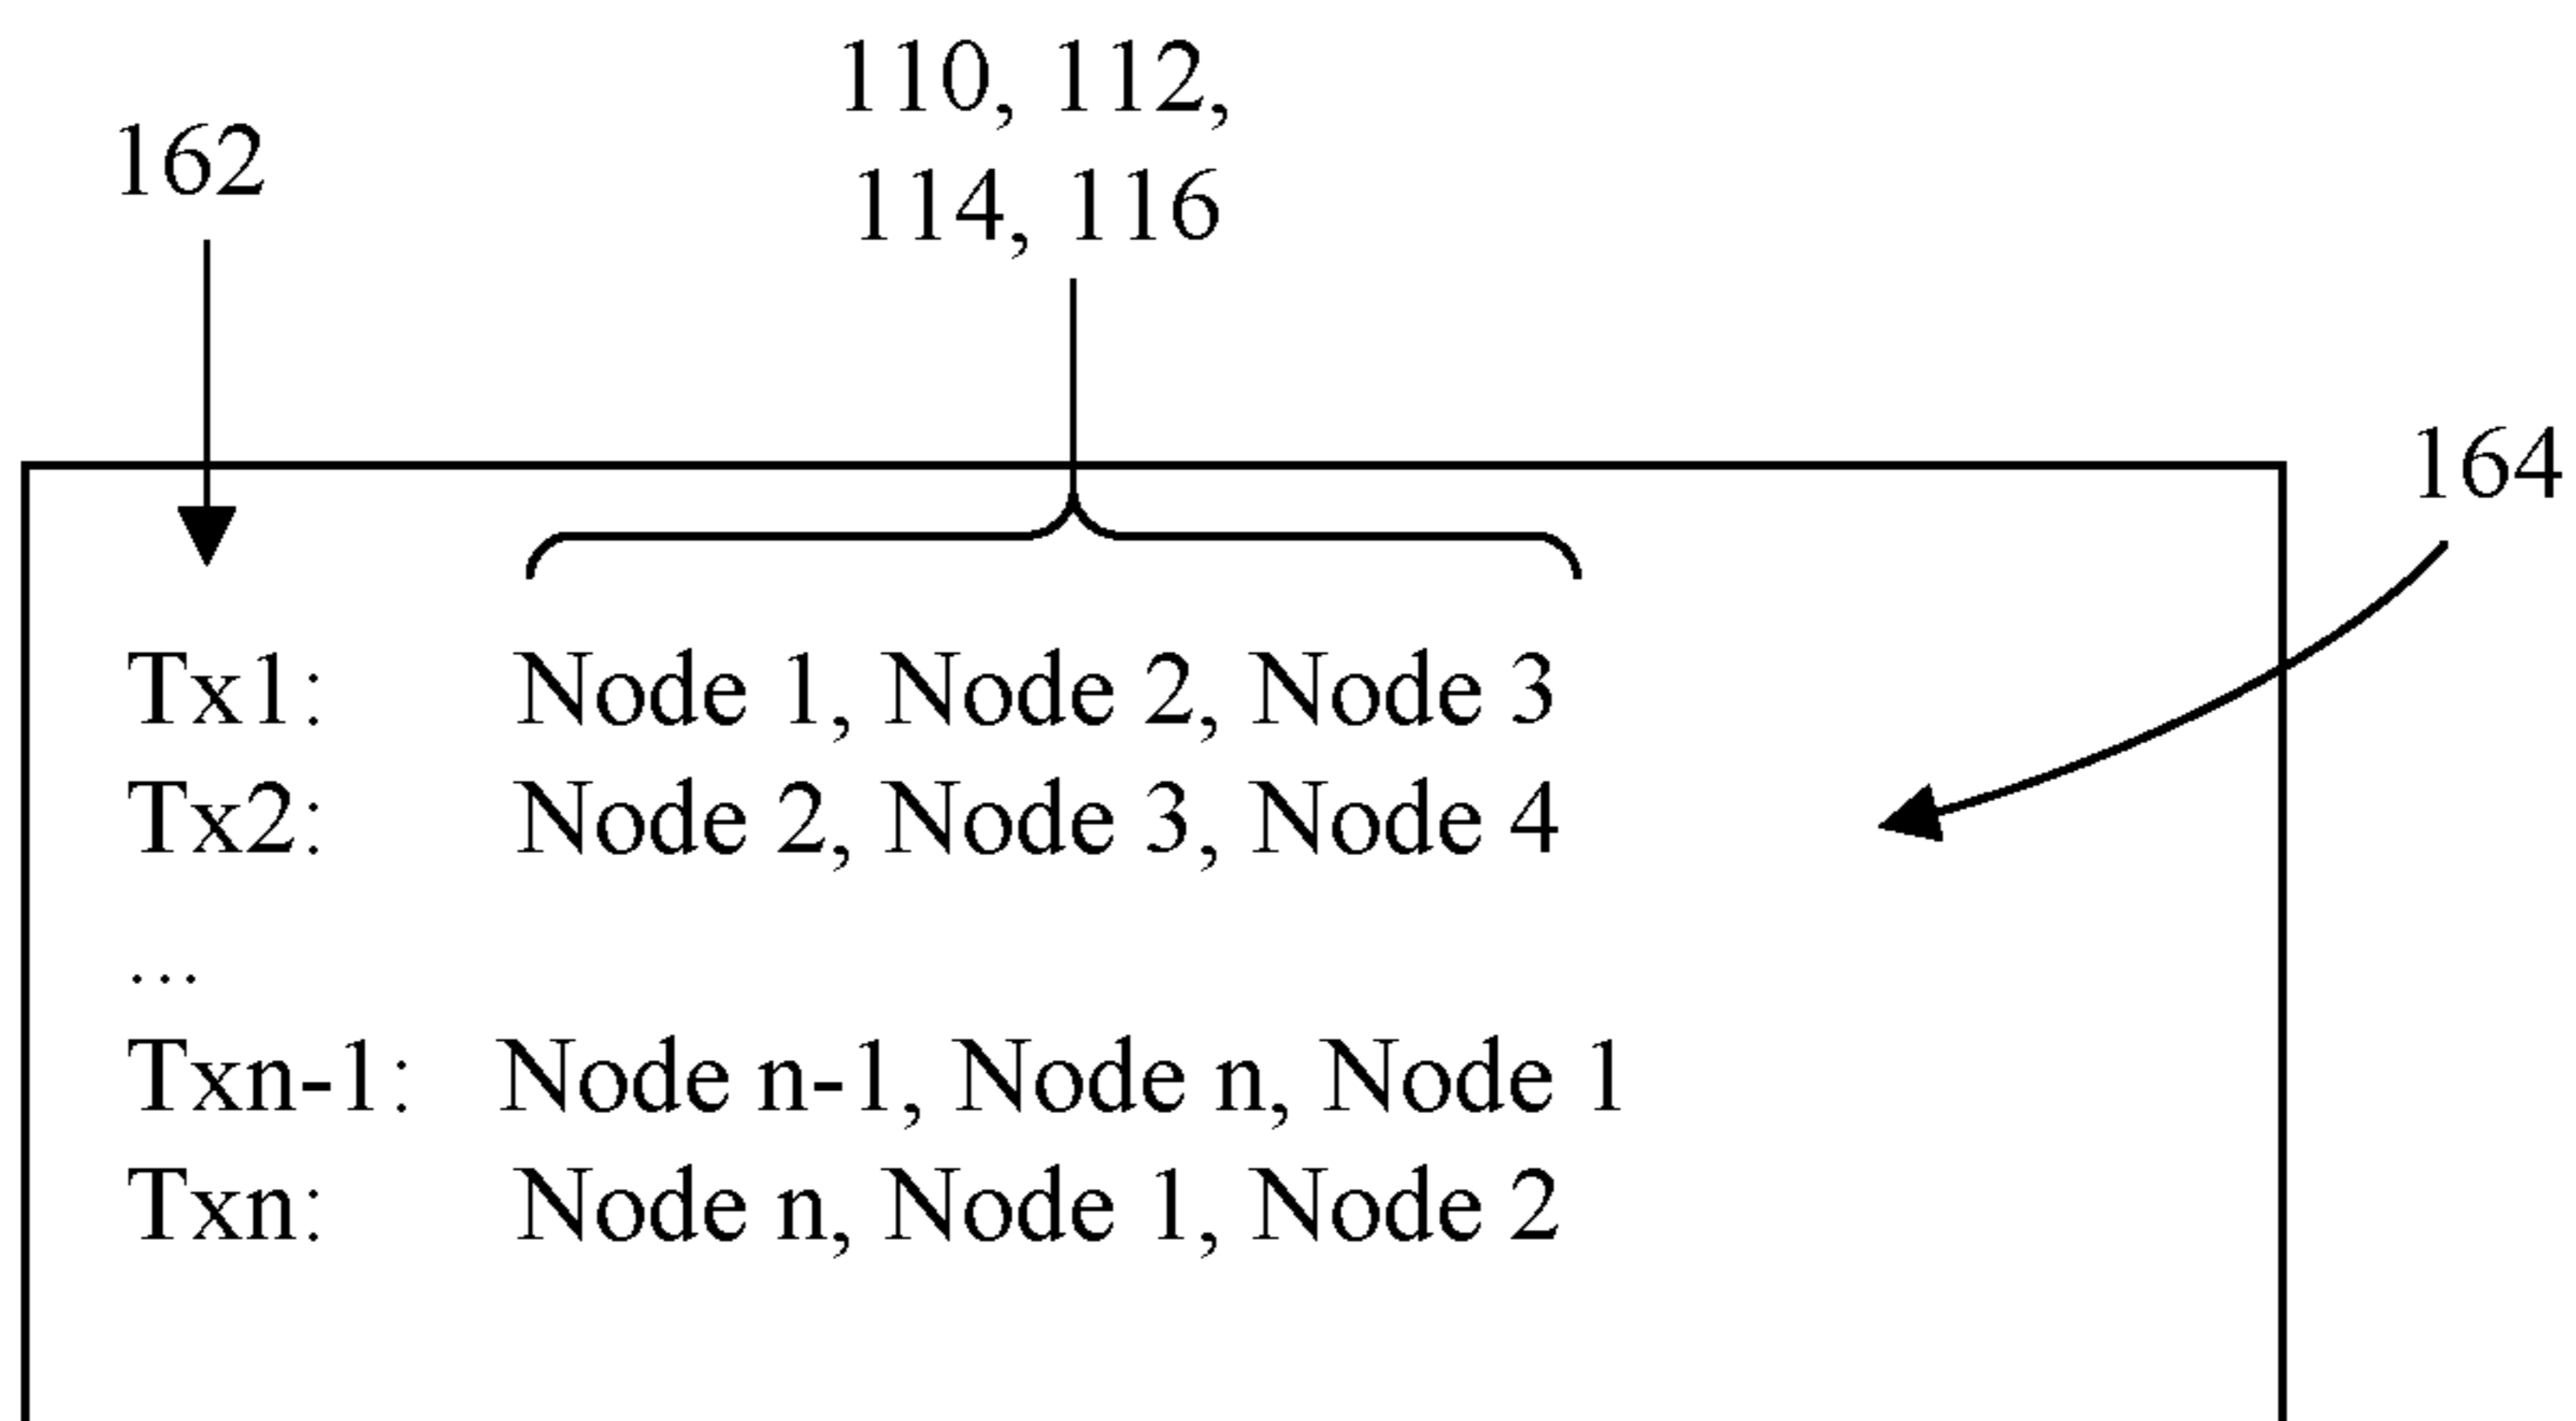 110, 112,
114, 116
162
164
Tx1: Node 1, Node 2, Node 3
Tx2: Node 2, Node 3, Node 4
...
Txn-1: Node n-1, Node n, Node 1
Txn: Node n, Node 1, Node 2